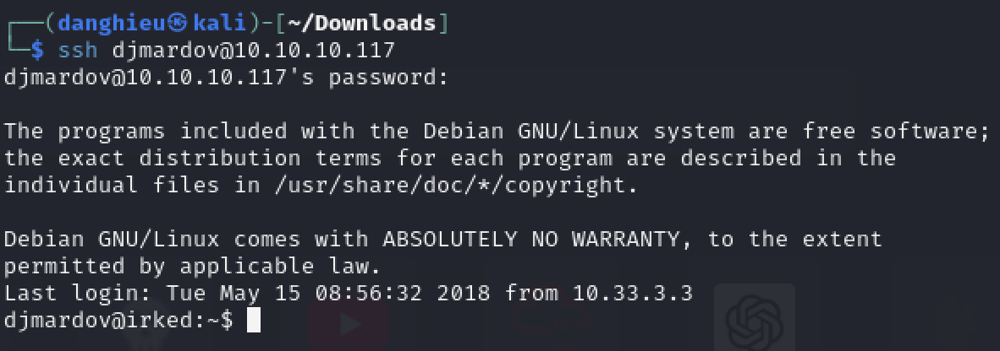 ┌──(danghieu㉿kali)-[~/Downloads]
└─$ ssh djmardov@10.10.10.117
djmardov@10.10.10.117's password:
The programs included with the Debian GNU/Linux system are free software;
the exact distribution terms for each program are described in the
individual files in /usr/share/doc/*/copyright.
Debian GNU/Linux comes with ABSOLUTELY NO WARRANTY, to the extent
permitted by applicable law.
Last login: Tue May 15 08:56:32 2018 from 10.33.3.3
djmardov@irked:~$